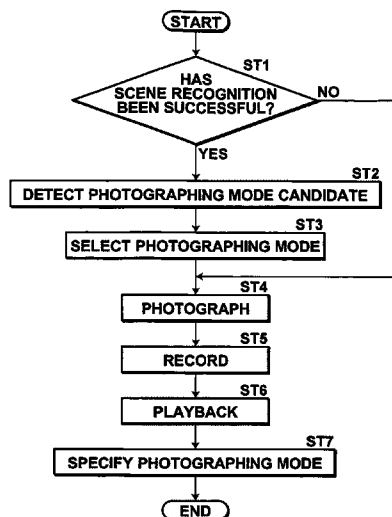 START
ST1
HAS
SCENE RECOGNITION
BEEN SUCCESSFUL?
NO
YES
ST2
DETECT PHOTOGRAPHING MODE CANDIDATE
ST3
SELECT PHOTOGRAPHING MODE
ST4
PHOTOGRAPH
ST5
RECORD
ST6
PLAYBACK
ST7
SPECIFY PHOTOGRAPHING MODE
END